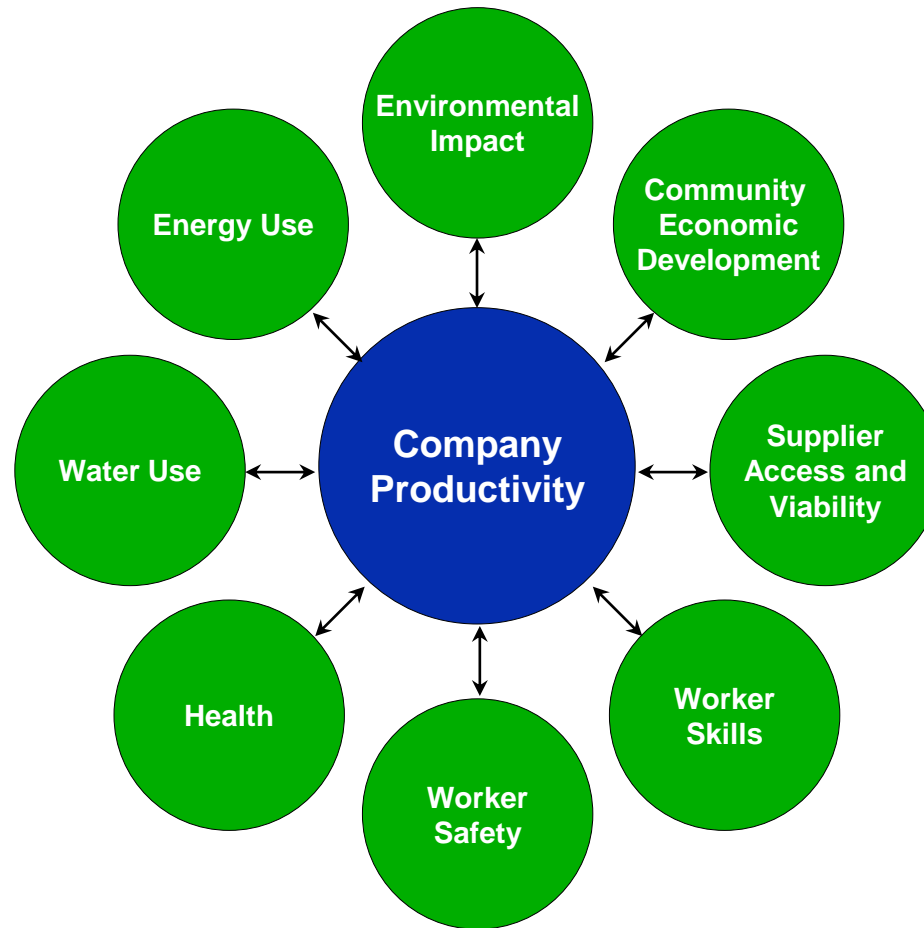 Environmental
Impact
Community
Economic
Development
Energy Use
Supplier
Access and
Viability
Company
Productivity
Water Use
Worker
Skills
Health
Worker
Safety